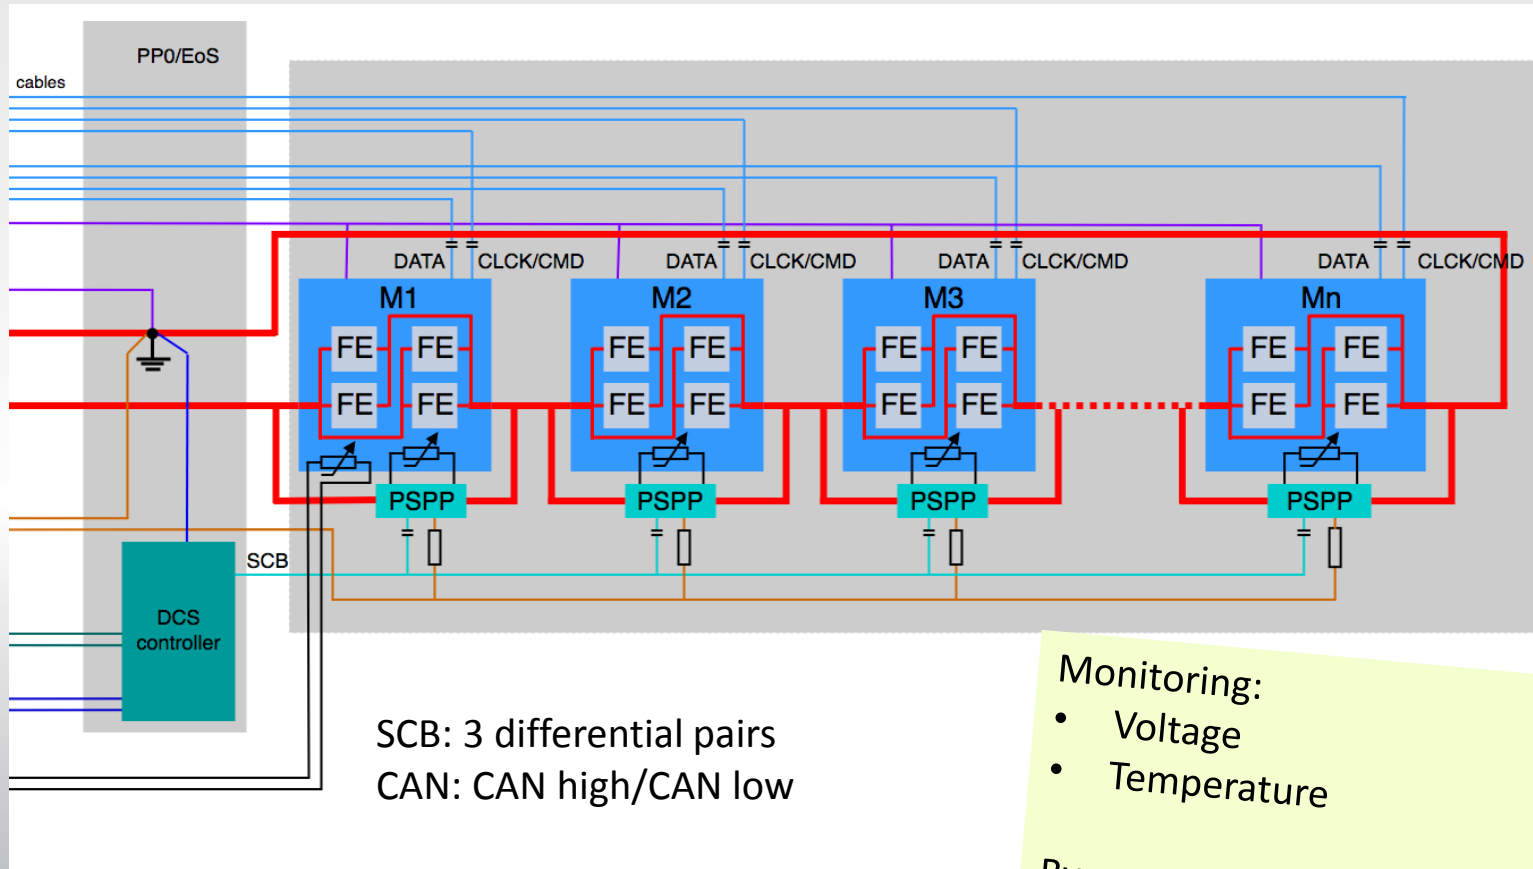 PP0/EoS
cables
DATA CLCK/CMD DATA CLCK/CMD DATA CLCK/CMD DATA CLCK/CMD
M1 M2 M3 Mn
FE FE FE FE FE FE FE FE
FE FE FE FE FE FE FE FE
PSPP PSPP PSPP PSPP
SCB
DCS
controller
SCB: 3 differential pairs
CAN: CAN high/CAN low
Monitoring:
• Voltage
• Temperature